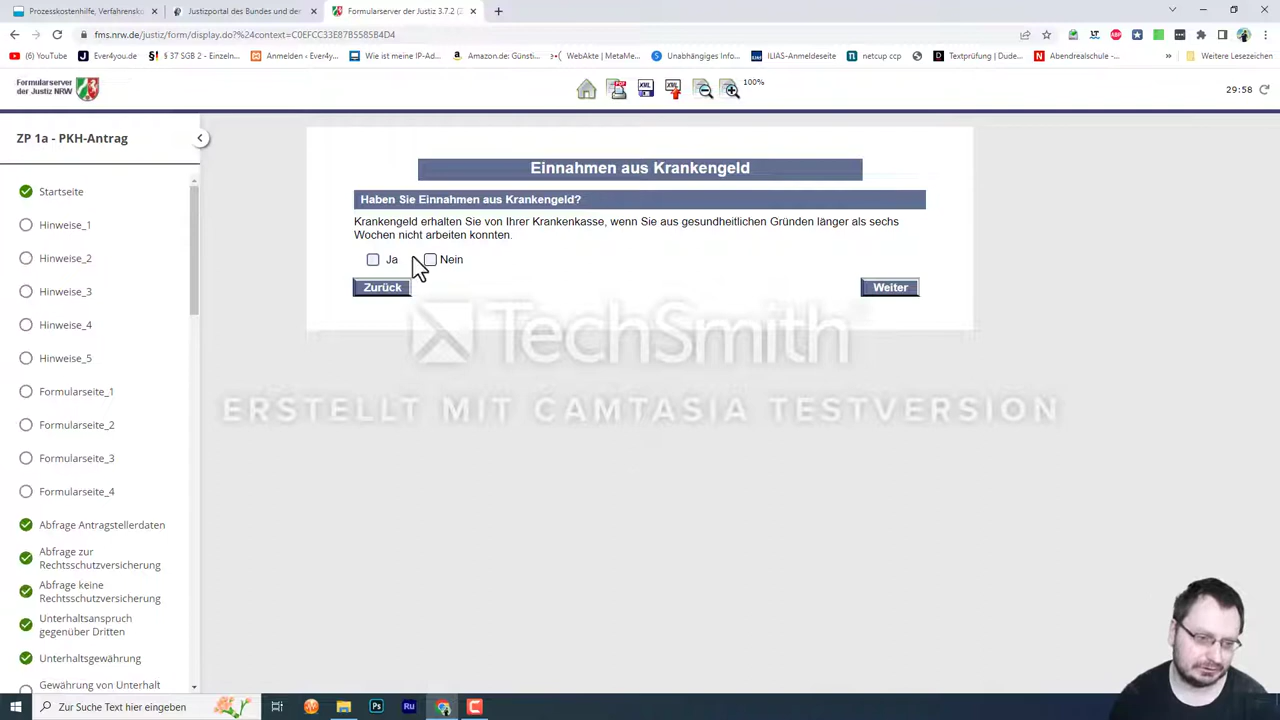 Prozesskostenhilfe, Verfahrensko
Justizportal des Bundes und der
Formularserver der Justiz 3.7.2 (2
fms.nrw.de/justiz/form/display.do?%24context=C0EFCC33E87B5585B4D4
(6) YouTube
Ever4you.de
§ 37 SGB 2 - Einzeln...
Anmelden ‹ Ever4y...
Wie ist meine IP-Ad...
Amazon.de: Günsti...
WebAkte | MetaMe...
Unabhängiges Info...
ILIAS-Anmeldeseite
netcup ccp
Textprüfung | Dude...
Abendrealschule -...
»
Weitere Lesezeichen
Formularserver
der Justiz NRW
100%
29:58
ZP 1a - PKH-Antrag
Startseite
Hinweise_1
Hinweise_2
Hinweise_3
Hinweise_4
Hinweise_5
Formularseite_1
Formularseite_2
Formularseite_3
Formularseite_4
Abfrage Antragstellerdaten
Abfrage zur
Rechtsschutzversicherung
Abfrage keine
Rechtsschutzversicherung
Unterhaltsanspruch
gegenüber Dritten
Unterhaltsgewährung
Gewährung von Unterhalt
Einnahmen aus Krankengeld
Haben Sie Einnahmen aus Krankengeld?
Krankengeld erhalten Sie von Ihrer Krankenkasse, wenn Sie aus gesundheitlichen Gründen länger als sechs
Wochen nicht arbeiten konnten.
Ja
Nein
Zurück
Weiter
TechSmith
ERSTELLT MIT CAMTASIA TESTVERSION
Zur Suche Text hier eingeben
Ps
Ru